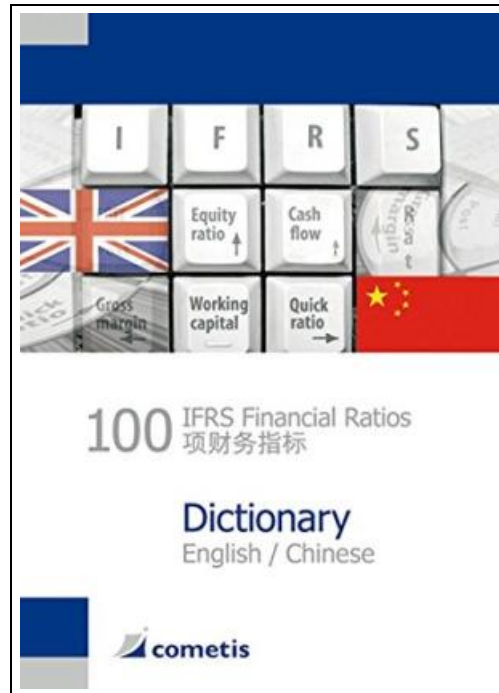 I F R S
Equity
ratio
Cash
flow
Gross
margin
Working
capital
Quick
ratio
100 IFRS Financial Ratios
项财务指标
Dictionary
English / Chinese
cometis